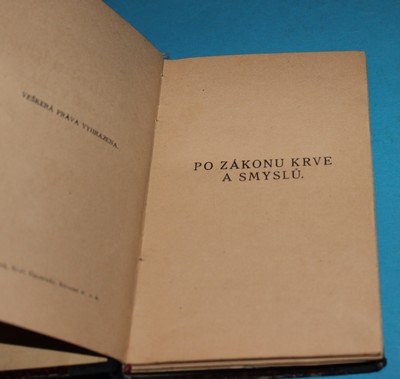 VEŠKERÁ PRÁVA VYHRAZENA.
PO ZÁKONU KRVE
A SMYSLŮ.